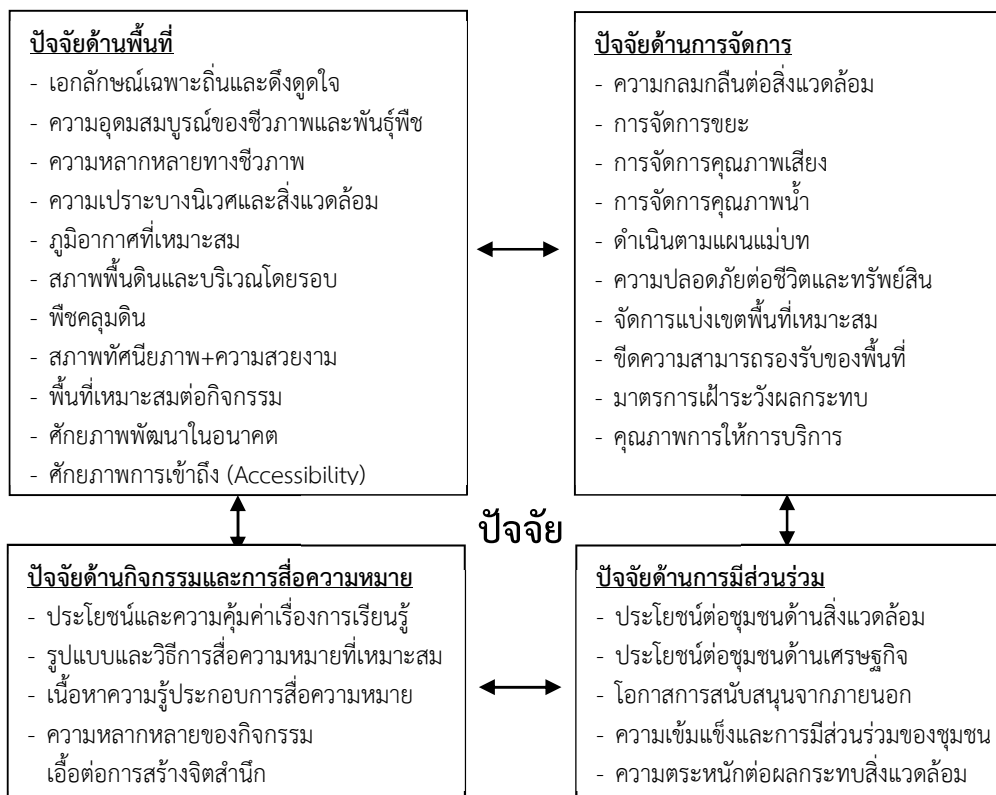 ปัจจัยด้านพื้นที่
- เอกลักษณ์เฉพาะถิ่นและดึงดูดใจ
- ความอุดมสมบูรณ์ของชีวภาพและพันธุ์พืช
- ความหลากหลายทางชีวภาพ
- ความเปราะบางนิเวศและสิ่งแวดล้อม
- ภูมิอากาศที่เหมาะสม
- สภาพพื้นดินและบริเวณโดยรอบ
- พืชคลุมดิน
- สภาพทัศนียภาพ+ความสวยงาม
- พื้นที่เหมาะสมต่อกิจกรรม
- ศักยภาพพัฒนาในอนาคต
- ศักยภาพการเข้าถึง (Accessibility)
ปัจจัยด้านการจัดการ
- ความกลมกลืนต่อสิ่งแวดล้อม
- การจัดการขยะ
- การจัดการคุณภาพเสียง
- การจัดการคุณภาพน้ำ
- ดำเนินตามแผนแม่บท
- ความปลอดภัยต่อชีวิตและทรัพย์สิน
- จัดการแบ่งเขตพื้นที่เหมาะสม
- ขีดความสามารถรองรับของพื้นที่
- มาตรการเฝ้าระวังผลกระทบ
- คุณภาพการให้การบริการ
ปัจจัย
ปัจจัยด้านกิจกรรมและการสื่อความหมาย
- ประโยชน์และความคุ้มค่าเรื่องการเรียนรู้
- รูปแบบและวิธีการสื่อความหมายที่เหมาะสม
- เนื้อหาความรู้ประกอบการสื่อความหมาย
- ความหลากหลายของกิจกรรม
เอื้อต่อการสร้างจิตสำนึก
ปัจจัยด้านการมีส่วนร่วม
- ประโยชน์ต่อชุมชนด้านสิ่งแวดล้อม
- ประโยชน์ต่อชุมชนด้านเศรษฐกิจ
- โอกาสการสนับสนุนจากภายนอก
- ความเข้มแข็งและการมีส่วนร่วมของชุมชน
- ความตระหนักต่อผลกระทบสิ่งแวดล้อม